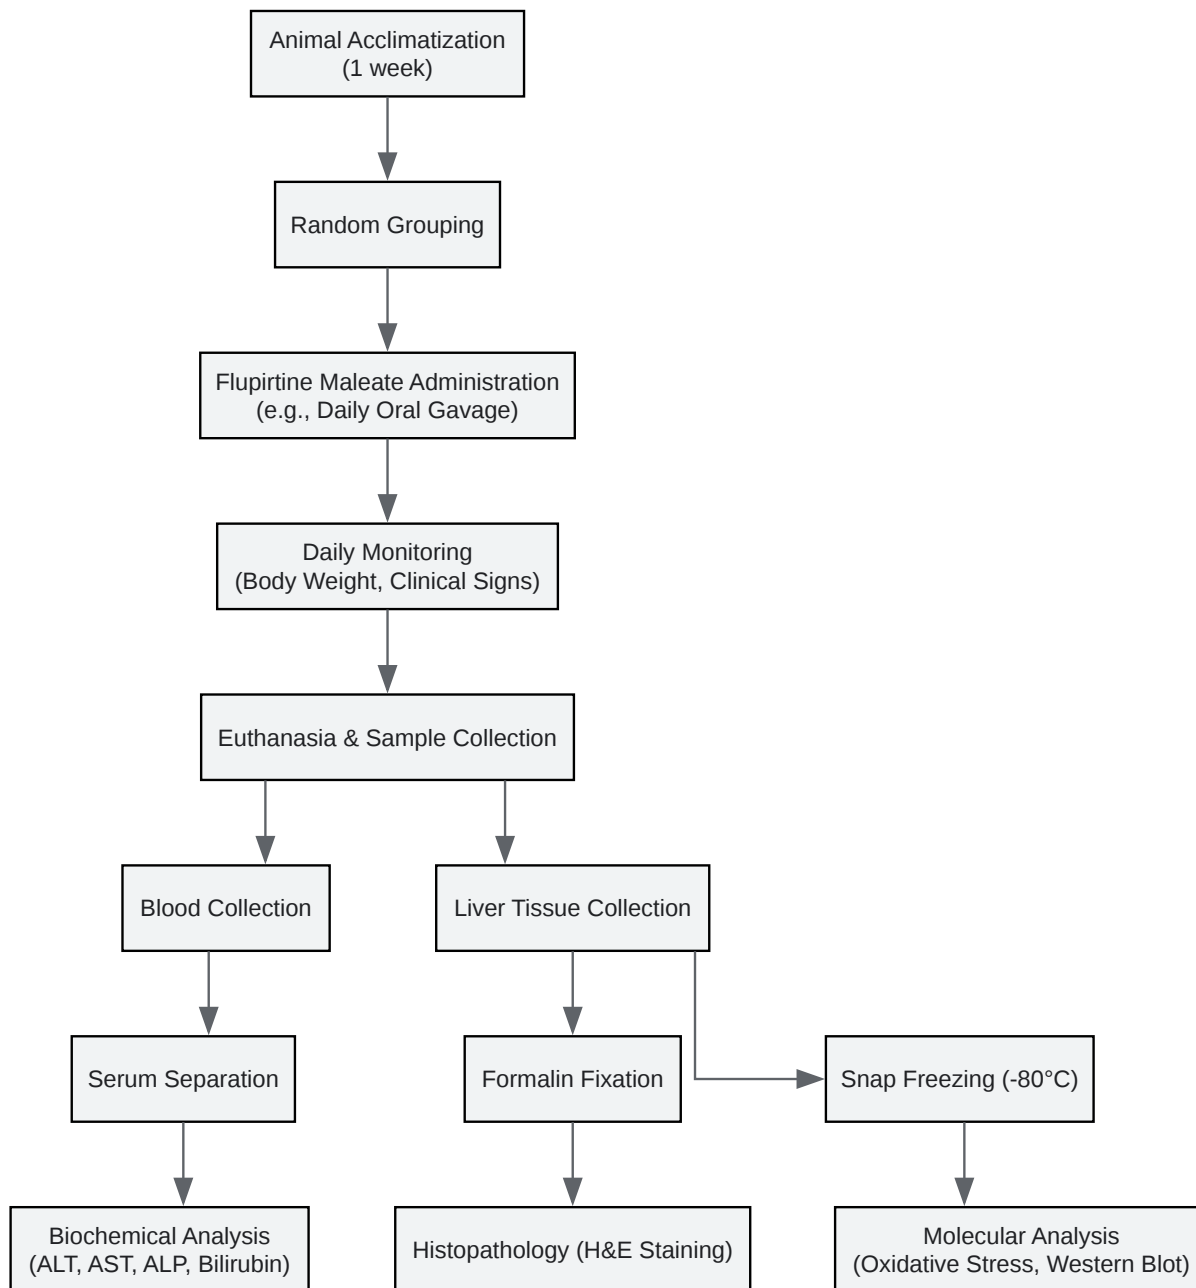 Animal Acclimatization
(1 week)
Random Grouping
Flupirtine Maleate Administration
(e.g., Daily Oral Gavage)
Daily Monitoring
(Body Weight, Clinical Signs)
Euthanasia & Sample Collection
Blood Collection
Liver Tissue Collection
Serum Separation
Formalin Fixation
Snap Freezing (-80°C)
Biochemical Analysis
(ALT, AST, ALP, Bilirubin)
Histopathology (H&E Staining)
Molecular Analysis
(Oxidative Stress, Western Blot)